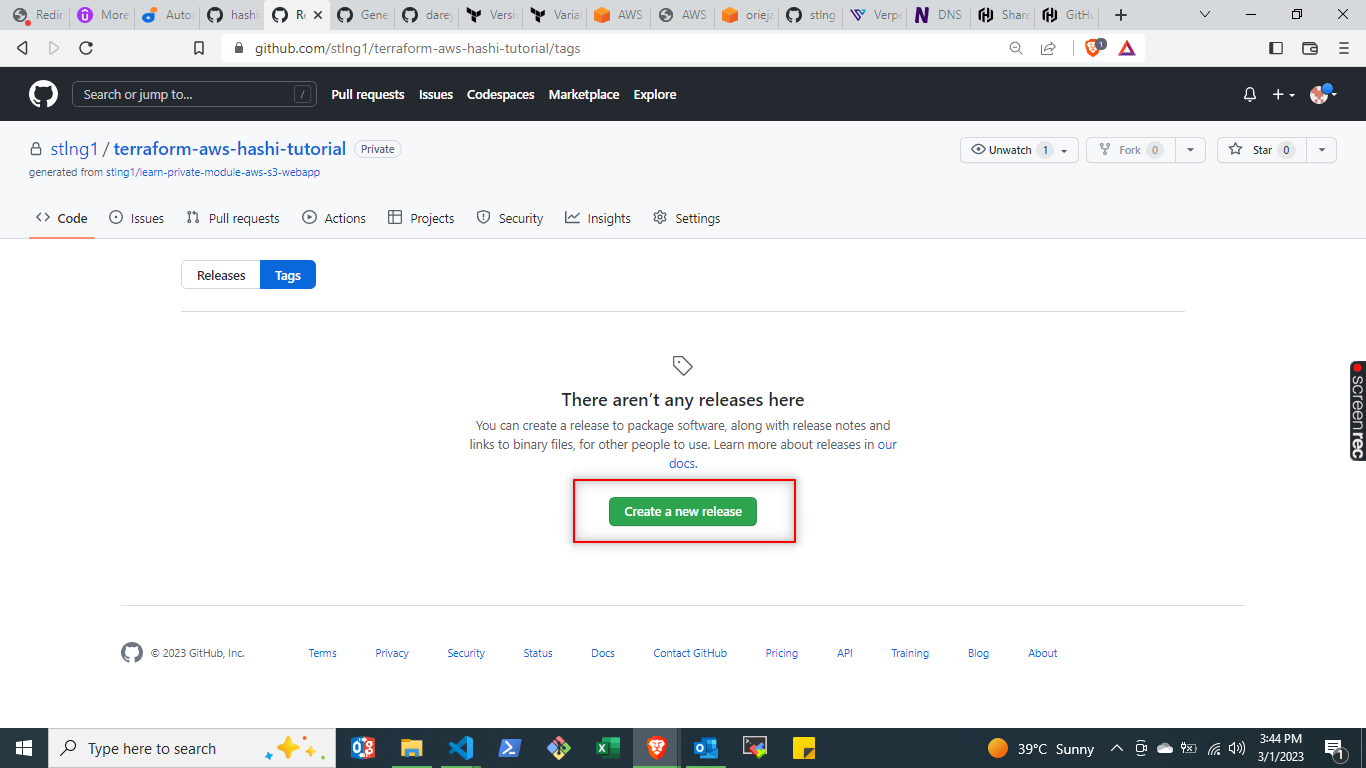 Redir
More
Auto
hashi
Re
Gene
darey
Versi
Varia
AWS
AWS
orieja
stlng
Verpe
DNS
Share
GitHu
github.com/stlng1/terraform-aws-hashi-tutorial/tags
1
Search or jump to...
/
Pull requests
Issues
Codespaces
Marketplace
Explore
stlng1 / terraform-aws-hashi-tutorial
Private
Unwatch 1
Fork 0
Star 0
generated from stlng1/learn-private-module-aws-s3-webapp
Code
Issues
Pull requests
Actions
Projects
Security
Insights
Settings
Releases
Tags
There aren’t any releases here
You can create a release to package software, along with release notes and
links to binary files, for other people to use. Learn more about releases in our
docs.
Create a new release
screenrec
© 2023 GitHub, Inc.
Terms
Privacy
Security
Status
Docs
Contact GitHub
Pricing
API
Training
Blog
About
Type here to search
39°C Sunny
3:44 PM
3/1/2023
1